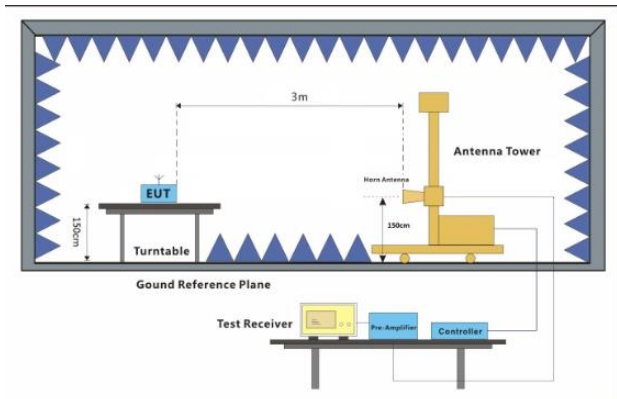 3m
Antenna Tower
Horn Antenna
EUT
150cm
150cm
Turntable
Gound Reference Plane
Test Receiver
Pre-Amplifier
Controller